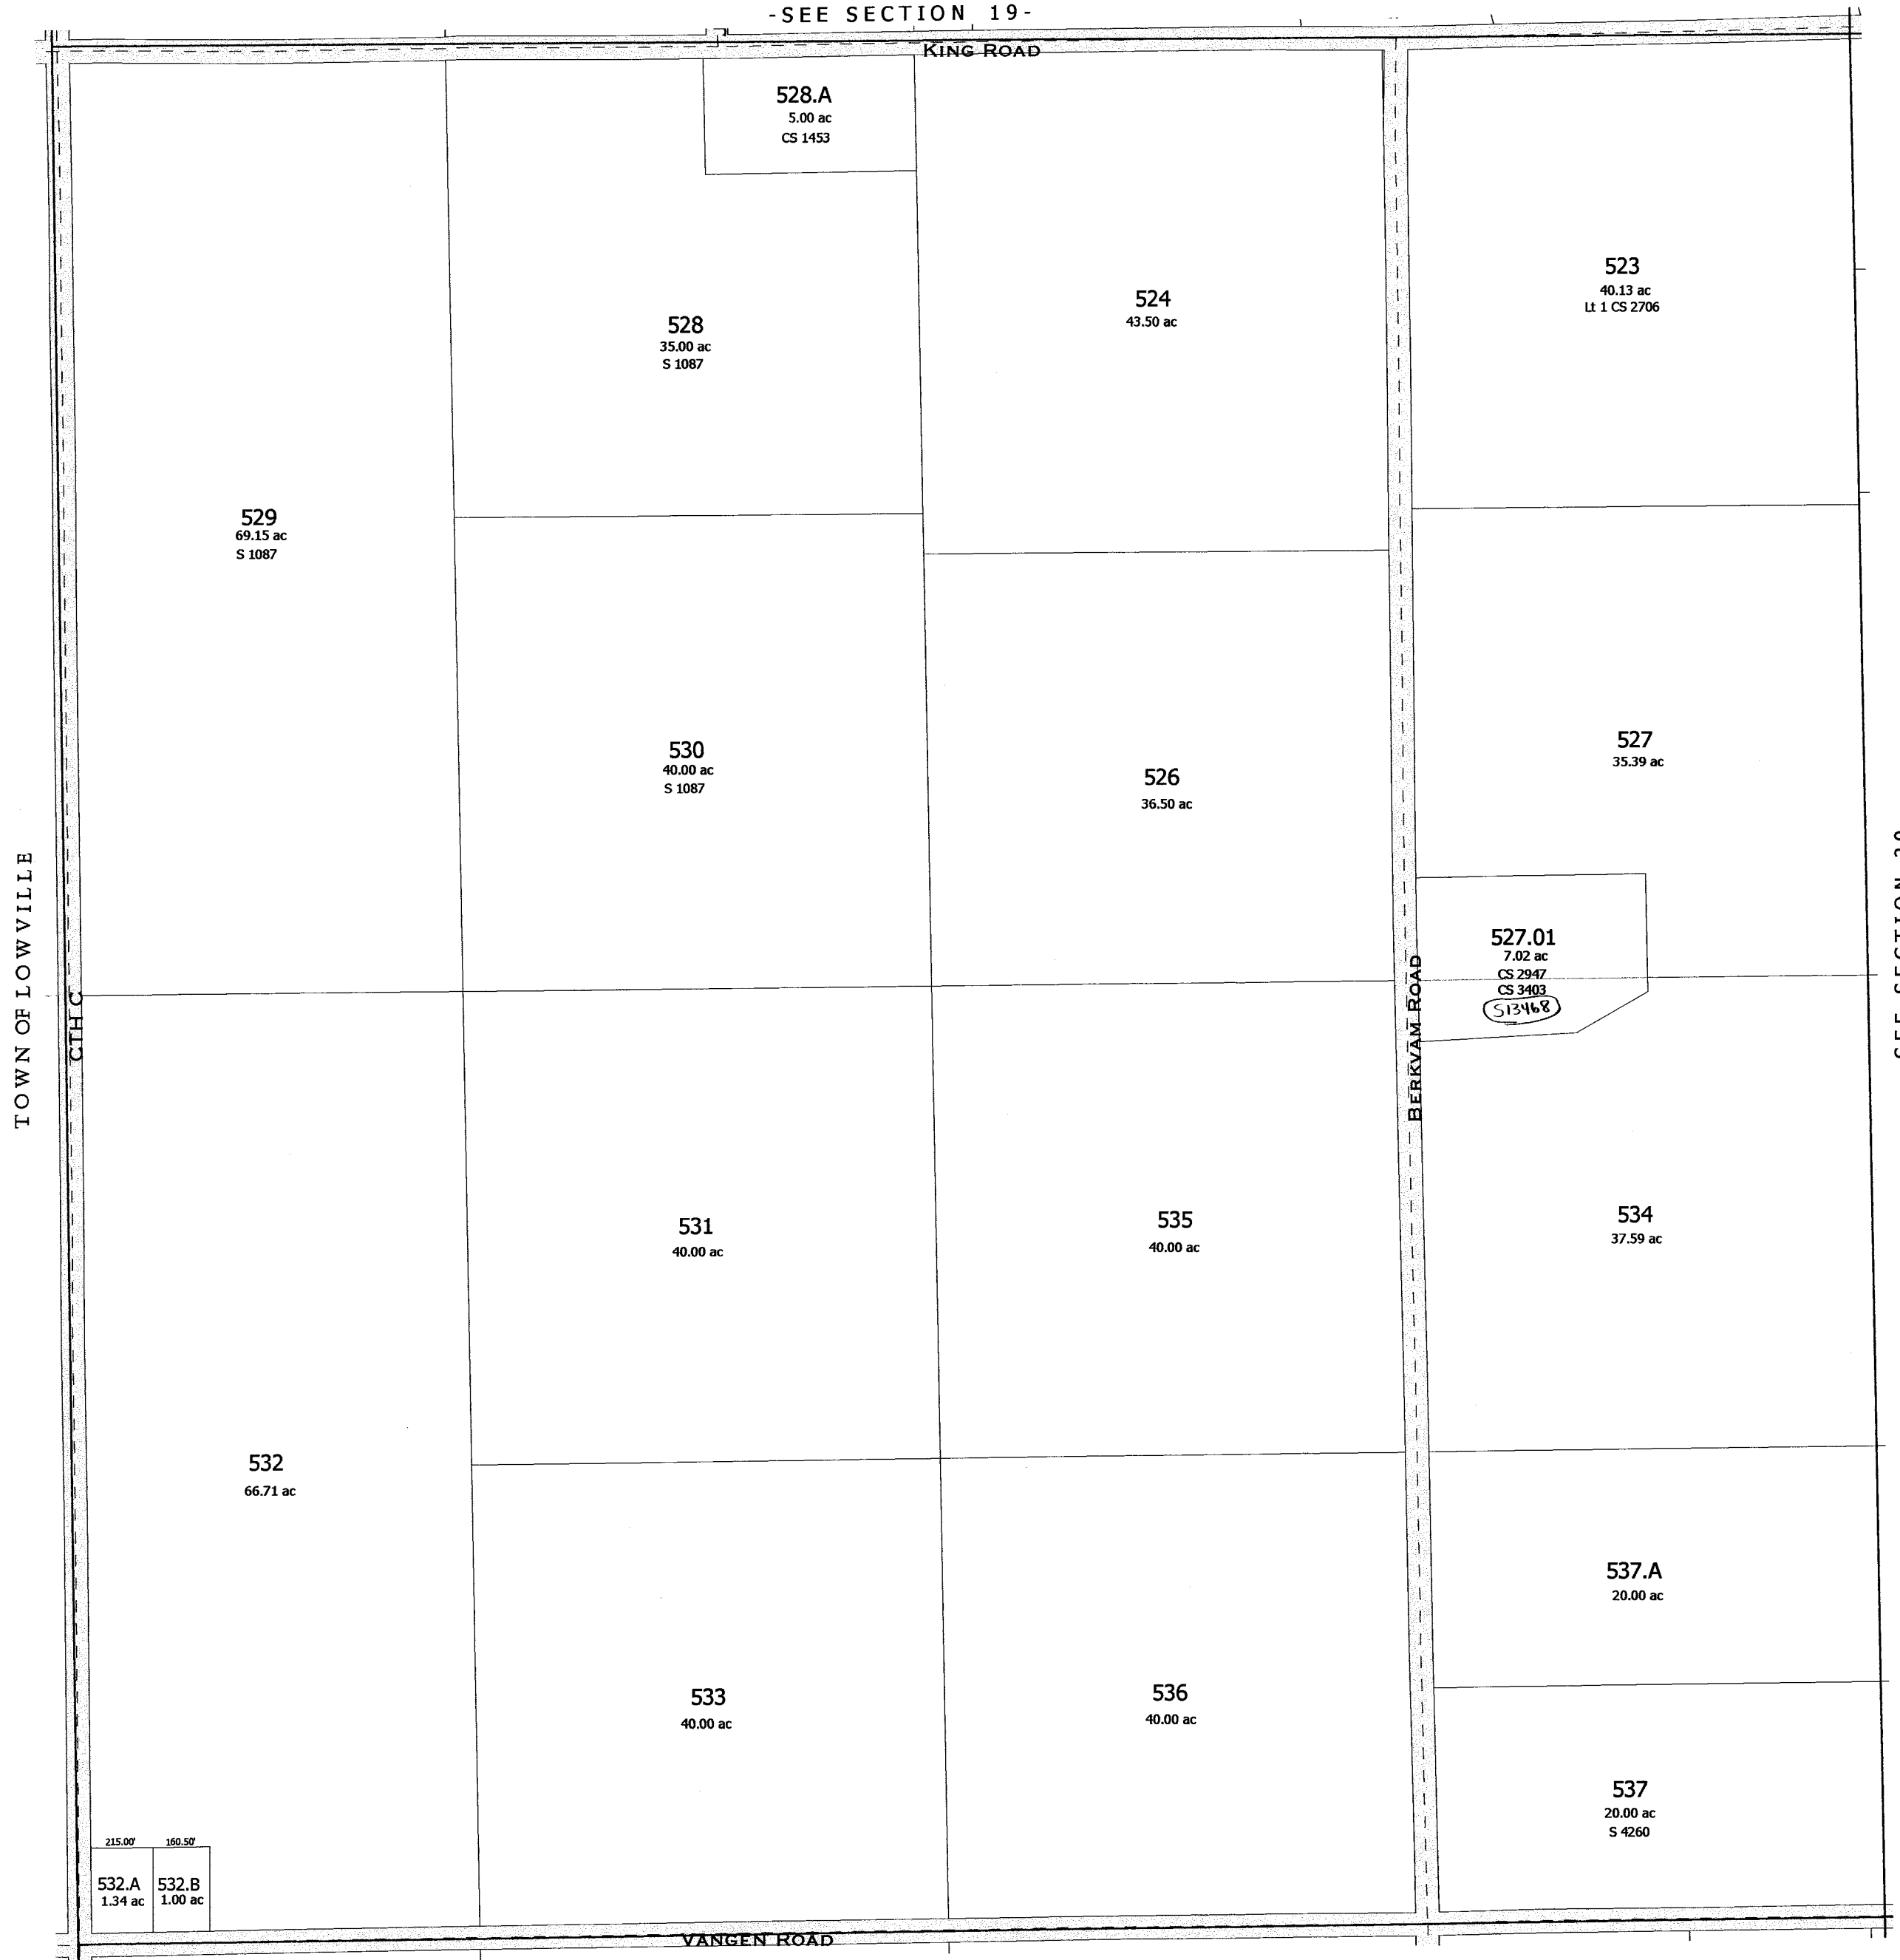 -SEE SECTION 19-
KING ROAD
528.A
5.00 ac
CS 1453
523
40.13 ac
Lt 1 CS 2706
524
43.50 ac
528
35.00 ac
S 1087
529
69.15 ac
S 1087
530
40.00 ac
S 1087
526
36.50 ac
527
35.39 ac
TOWN OF LOWVILLE
CTH C
527.01
7.02 ac
CS 2947
CS 3403
S13468
BERKVAM ROAD
SEE SECTION
531
40.00 ac
535
40.00 ac
534
37.59 ac
532
66.71 ac
537.A
20.00 ac
533
40.00 ac
536
40.00 ac
537
20.00 ac
S 4260
215.00' 160.50'
532.A 532.B
1.34 ac 1.00 ac
VANGEN ROAD